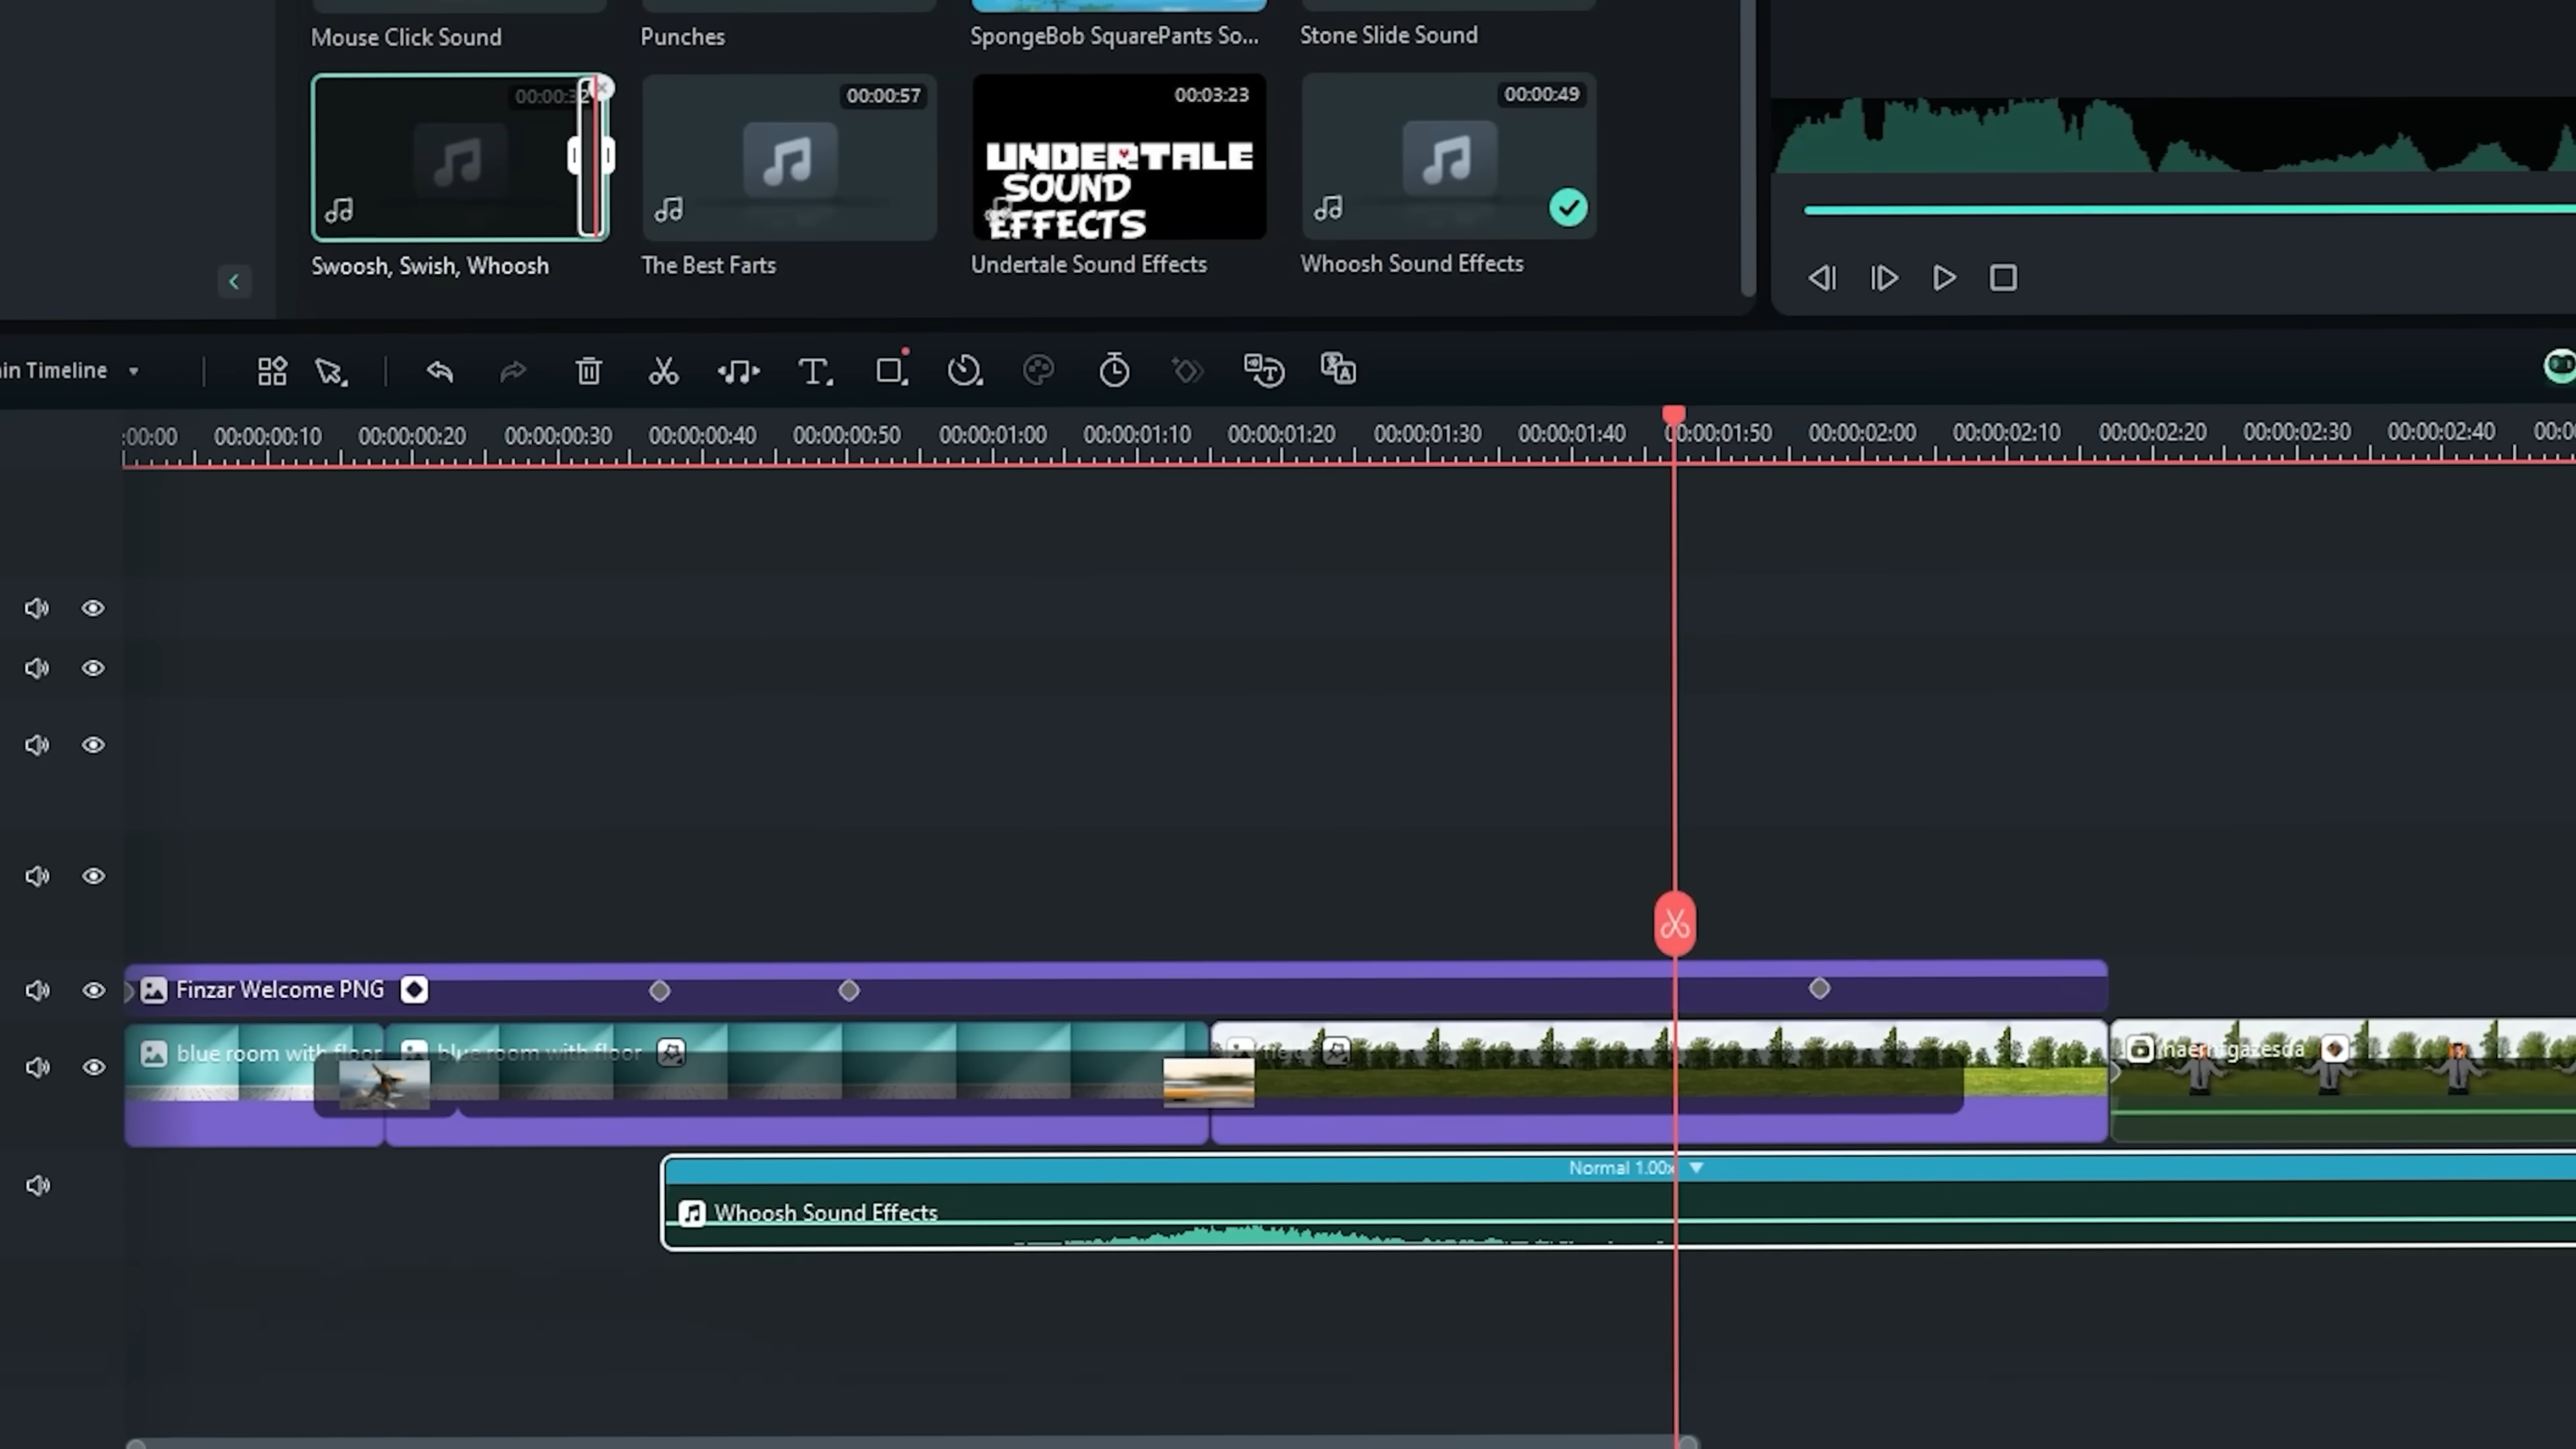 Mouse Click Sound
Punches
SpongeBob SquarePants So...
Stone Slide Sound
00:00:32
00:00:57
00:03:23
00:00:49
UNDERTALE
SOUND
EFFECTS
Swoosh, Swish, Whoosh
The Best Farts
Undertale Sound Effects
Whoosh Sound Effects
in Timeline
:00:00 00:00:00:10 00:00:00:20 00:00:00:30 00:00:00:40 00:00:00:50 00:00:01:00 00:00:01:10 00:00:01:20 00:00:01:30 00:00:01:40 00:00:01:50 00:00:02:00 00:00:02:10 00:00:02:20 00:00:02:30 00:00:02:40 00:0
Finzar Welcome PNG
blue room with floor
blue room with floor
Normal 1.00x
Whoosh Sound Effects